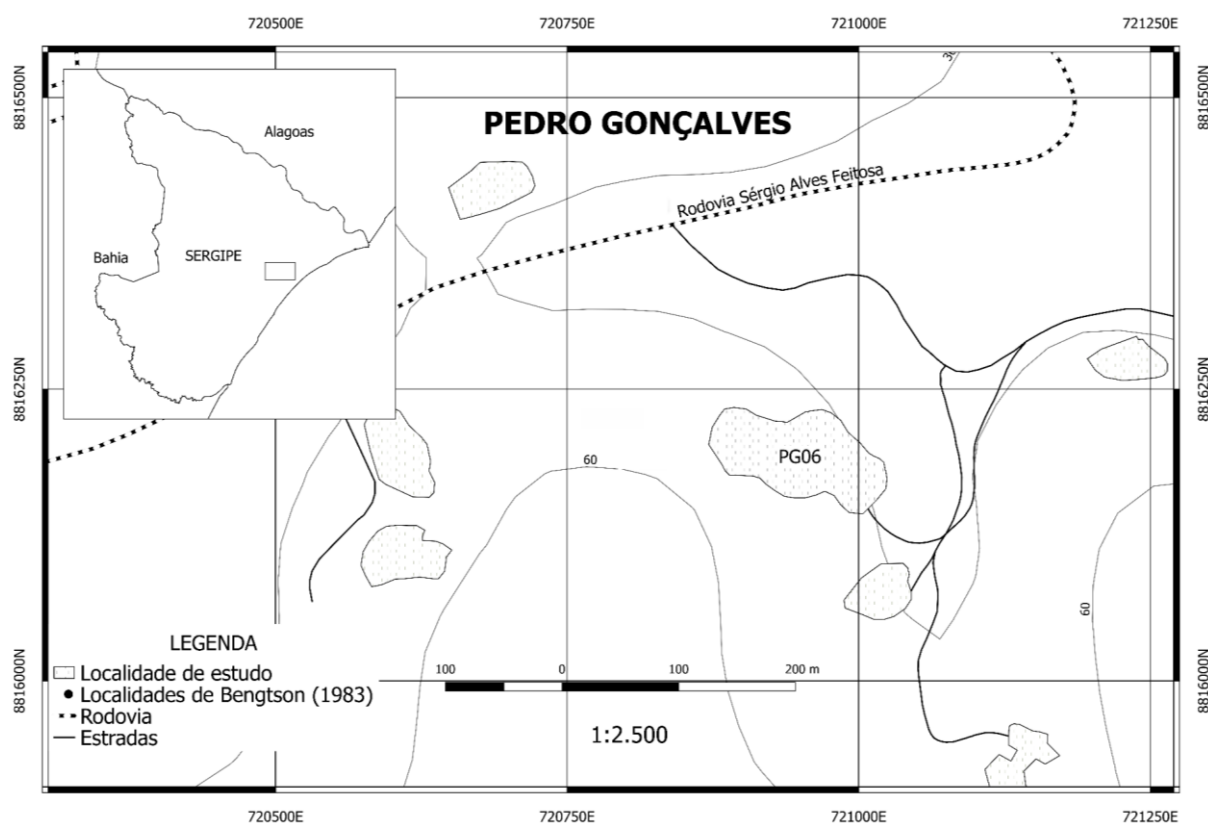 720500E 720750E 721000E 721250E
8816500N 8816500N
PEDRO GONÇALVES
Alagoas
Rodovia Sérgio Alves Feitosa
Bahia
SERGIPE
8816250N 8816250N
PG06
60
60
LEGENDA
Localidade de estudo
Localidades de Bengtson (1983)
Rodovia
Estradas
100 0 100 200 m
8816000N 8816000N
1:2.500
720500E 720750E 721000E 721250E